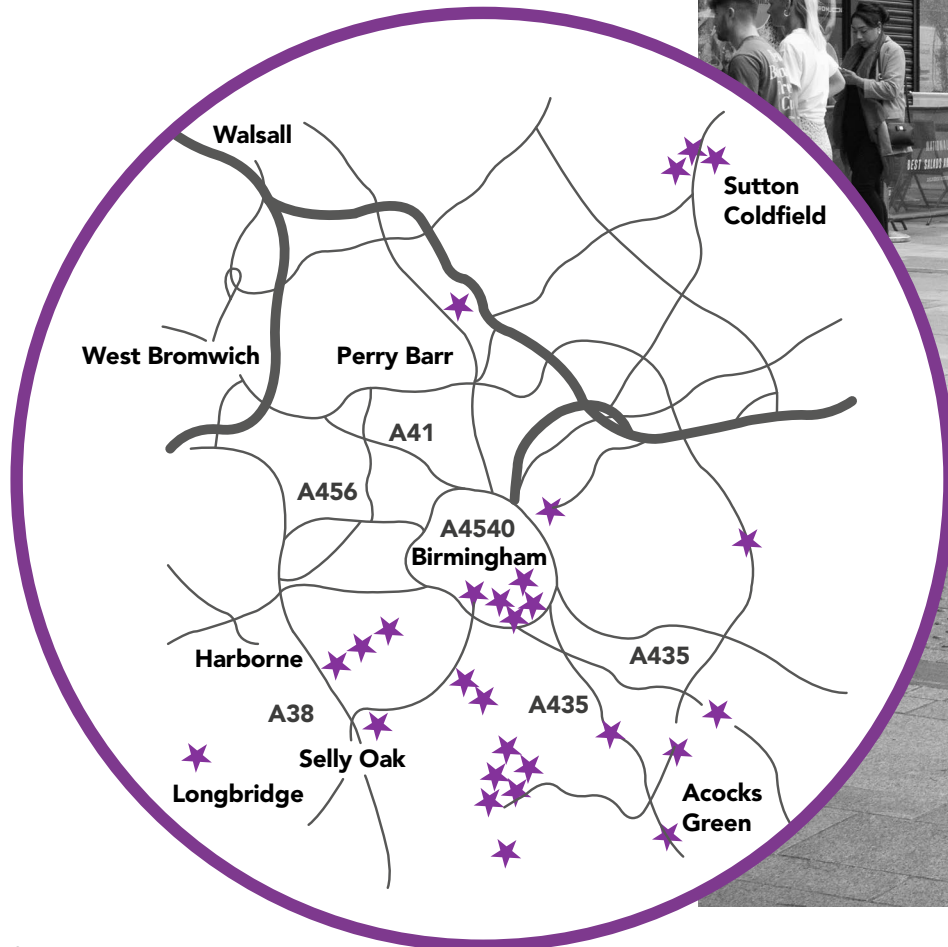 Walsall
Sutton
Coldfield
West Bromwich
Perry Barr
A41
A456
A4540
Birmingham
Harborne
A435
A38
A435
Selly Oak
Longbridge
Acocks
Green